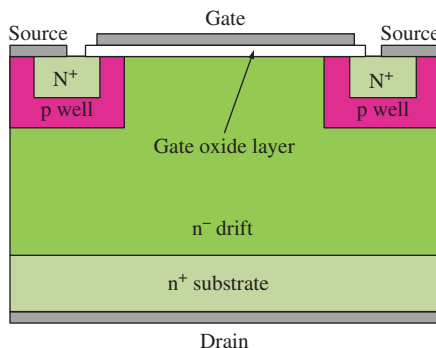 Gate
Source
Source
N⁺
N⁺
p well
p well
Gate oxide layer
n⁻ drift
n⁺ substrate
Drain